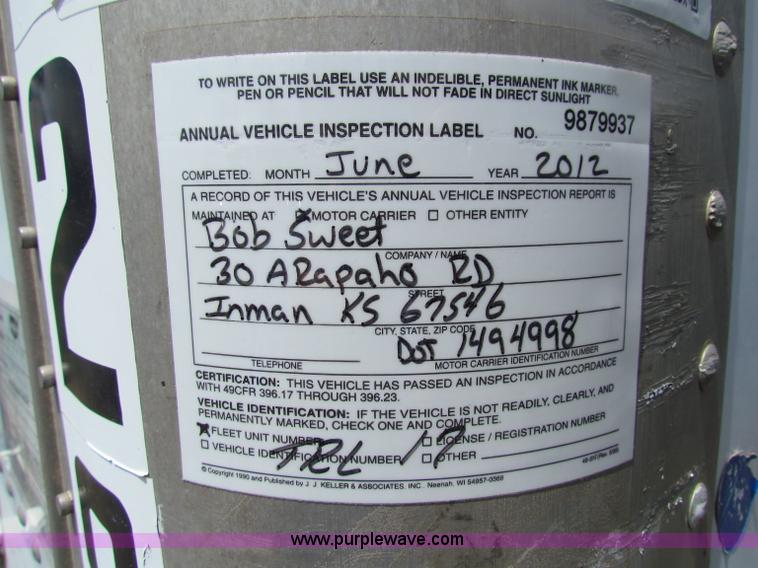 2
TO WRITE ON THIS LABEL USE AN INDELIBLE, PERMANENT INK MARKER,
PEN OR PENCIL THAT WILL NOT FADE IN DIRECT SUNLIGHT
ANNUAL VEHICLE INSPECTION LABEL NO. 9879937
COMPLETED: MONTH June YEAR 2012
A RECORD OF THIS VEHICLE'S ANNUAL VEHICLE INSPECTION REPORT IS
MAINTAINED AT X MOTOR CARRIER ☐ OTHER ENTITY
Bob Sweet
COMPANY / NAME
30 ARapaho RD
STREET
Inman KS 67546
CITY, STATE, ZIP CODE
DOT 1494998
TELEPHONE MOTOR CARRIER IDENTIFICATION NUMBER
CERTIFICATION: THIS VEHICLE HAS PASSED AN INSPECTION IN ACCORDANCE
WITH 49CFR 396.17 THROUGH 396.23.
VEHICLE IDENTIFICATION: IF THE VEHICLE IS NOT READILY, CLEARLY, AND
PERMANENTLY MARKED, CHECK ONE AND COMPLETE.
X FLEET UNIT NUMBER ☐ LICENSE / REGISTRATION NUMBER
☐ VEHICLE IDENTIFICATION NUMBER ☐ OTHER
TRL 17
© Copyright 1990 and Published by J. J. KELLER & ASSOCIATES, INC. Neenah, WI 54957-0368
www.purplewave.com